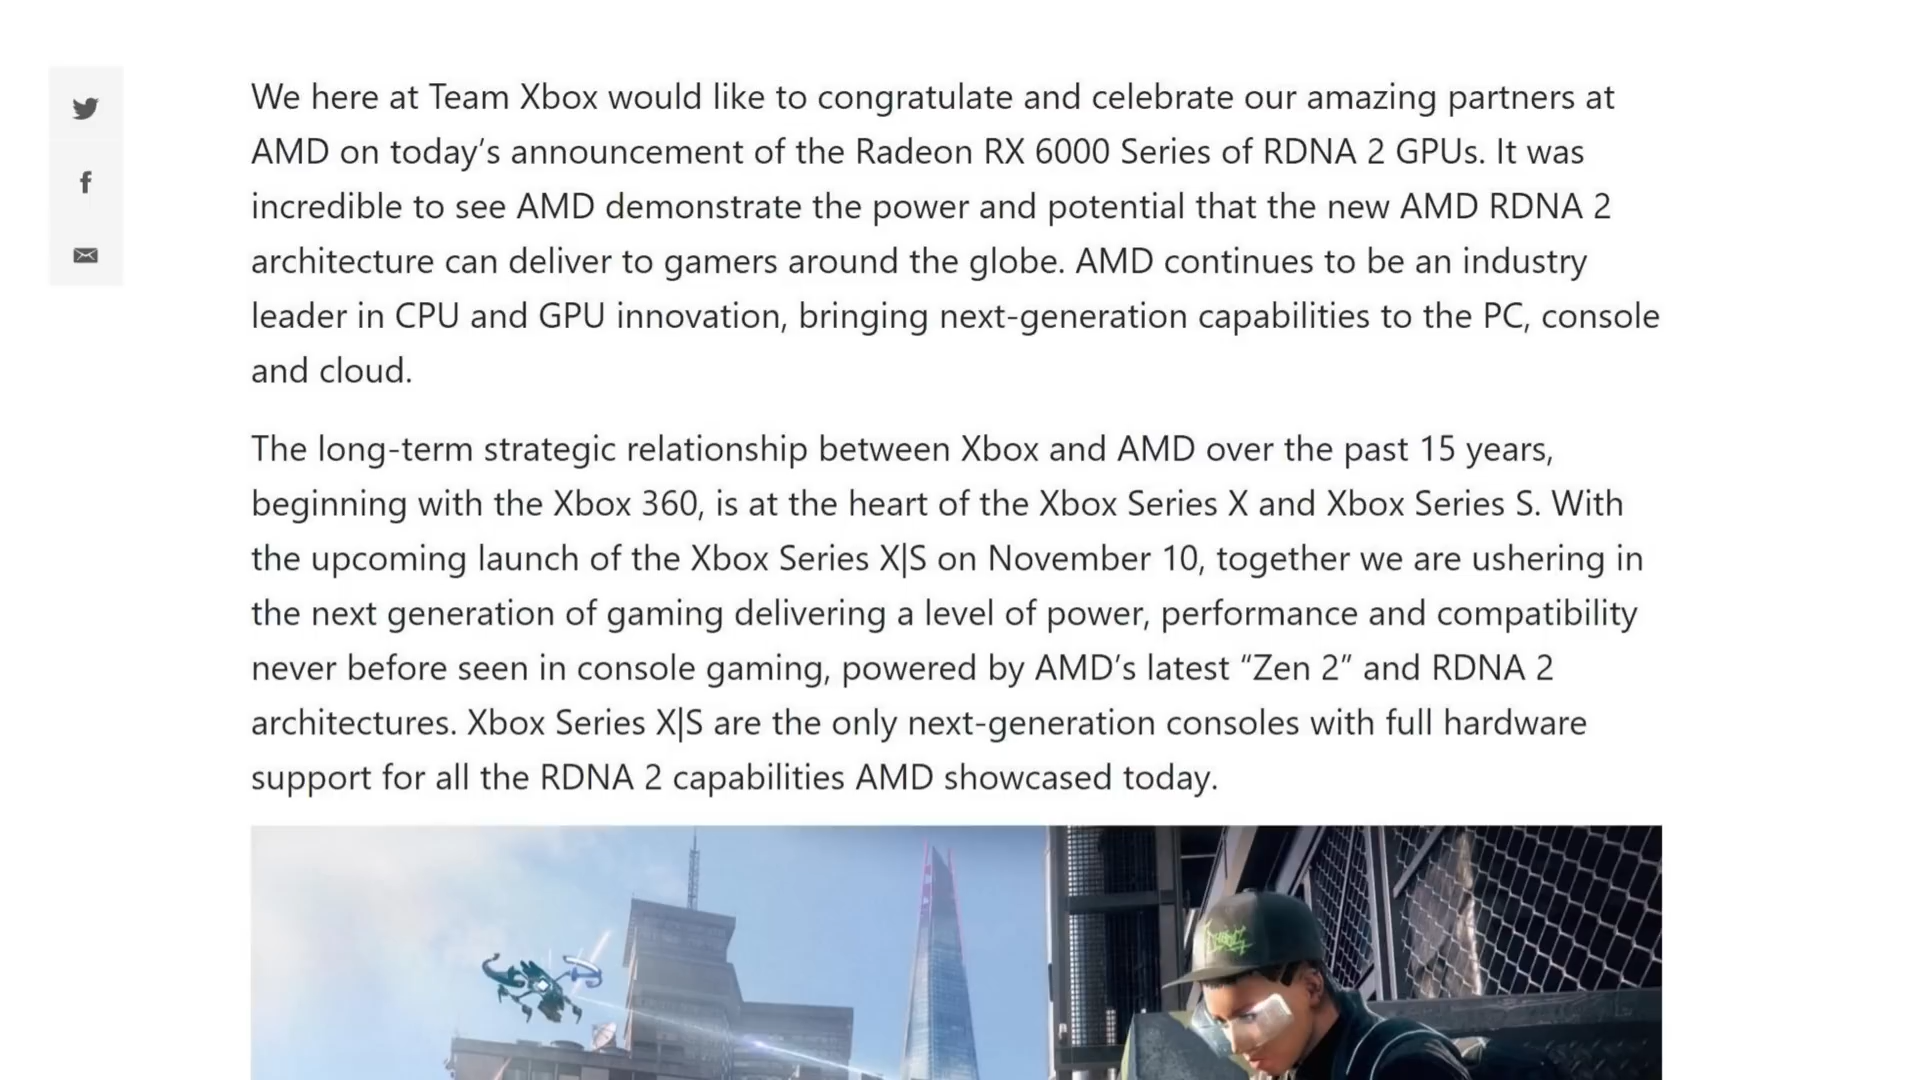 We here at Team Xbox would like to congratulate and celebrate our amazing partners at
AMD on today’s announcement of the Radeon RX 6000 Series of RDNA 2 GPUs. It was
incredible to see AMD demonstrate the power and potential that the new AMD RDNA 2
architecture can deliver to gamers around the globe. AMD continues to be an industry
leader in CPU and GPU innovation, bringing next-generation capabilities to the PC, console
and cloud.
The long-term strategic relationship between Xbox and AMD over the past 15 years,
beginning with the Xbox 360, is at the heart of the Xbox Series X and Xbox Series S. With
the upcoming launch of the Xbox Series X|S on November 10, together we are ushering in
the next generation of gaming delivering a level of power, performance and compatibility
never before seen in console gaming, powered by AMD’s latest “Zen 2” and RDNA 2
architectures. Xbox Series X|S are the only next-generation consoles with full hardware
support for all the RDNA 2 capabilities AMD showcased today.